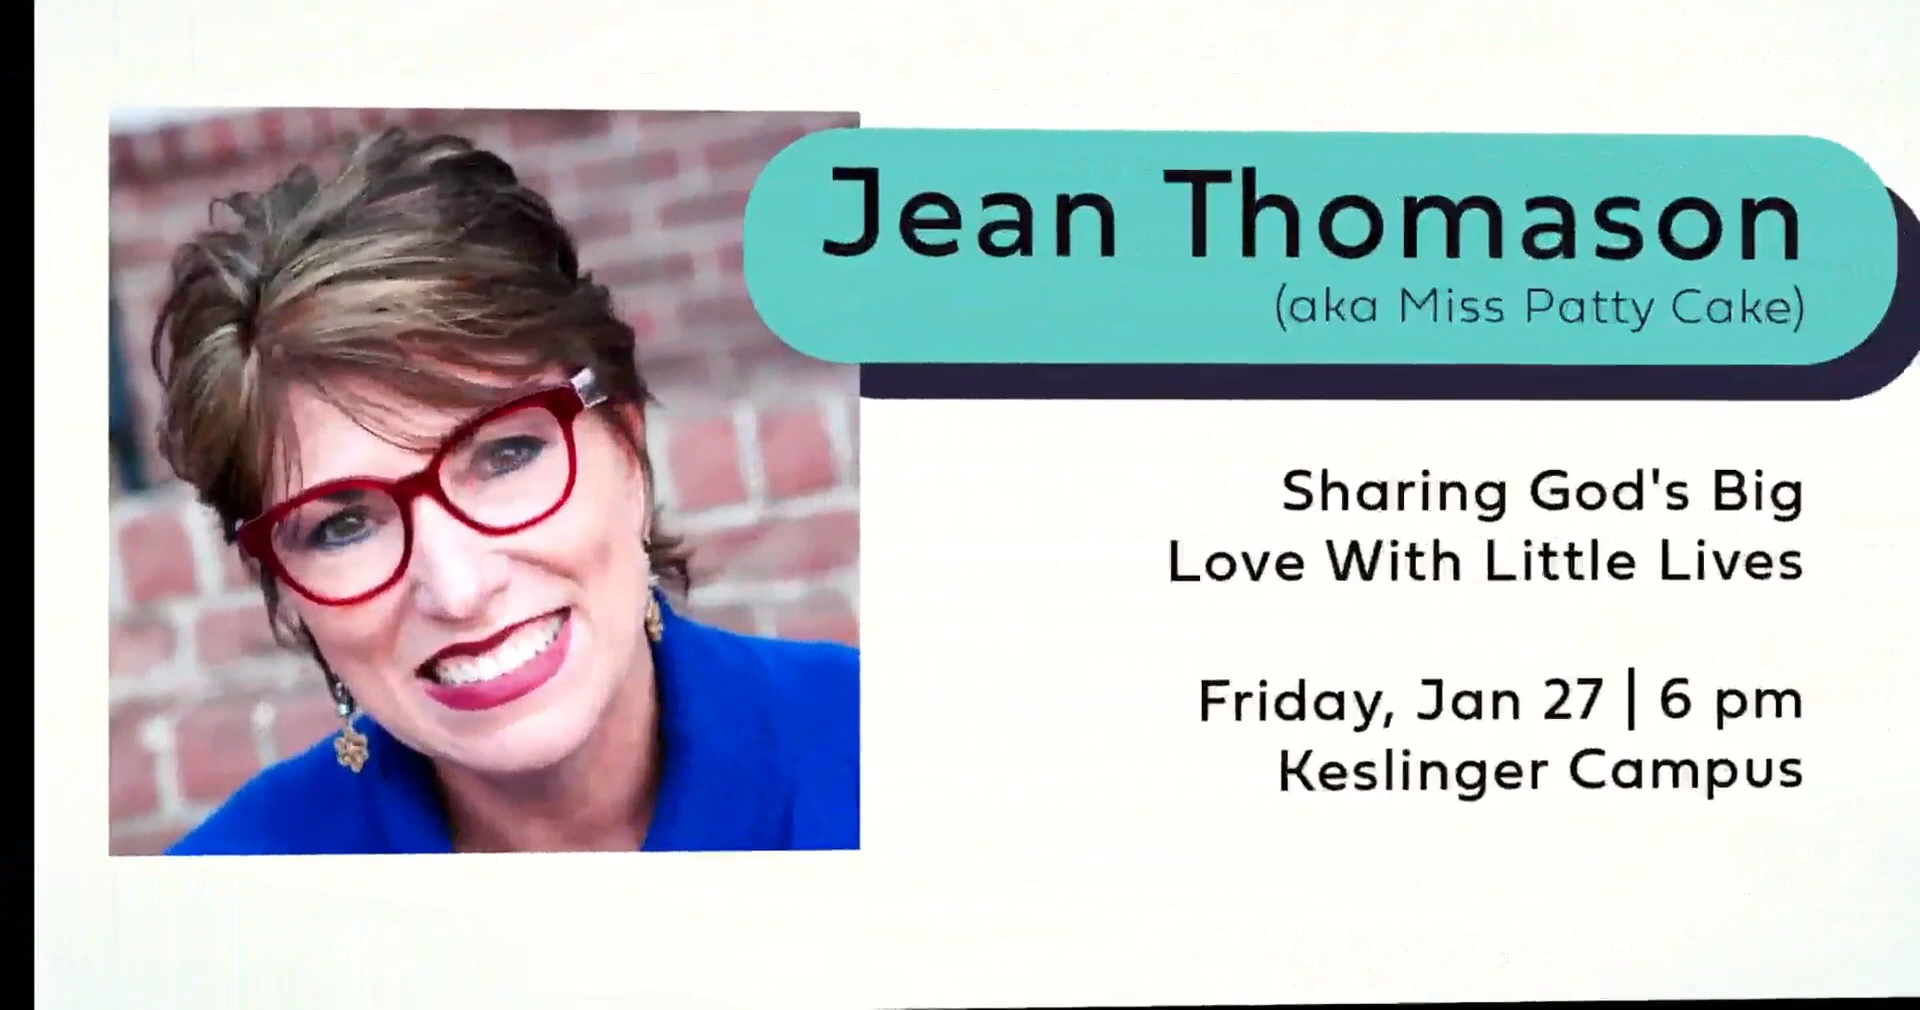 Jean Thomason
(aka Miss Patty Cake)
Sharing God's Big
Love With Little Lives
Friday, Jan 27 | 6 pm
Keslinger Campus